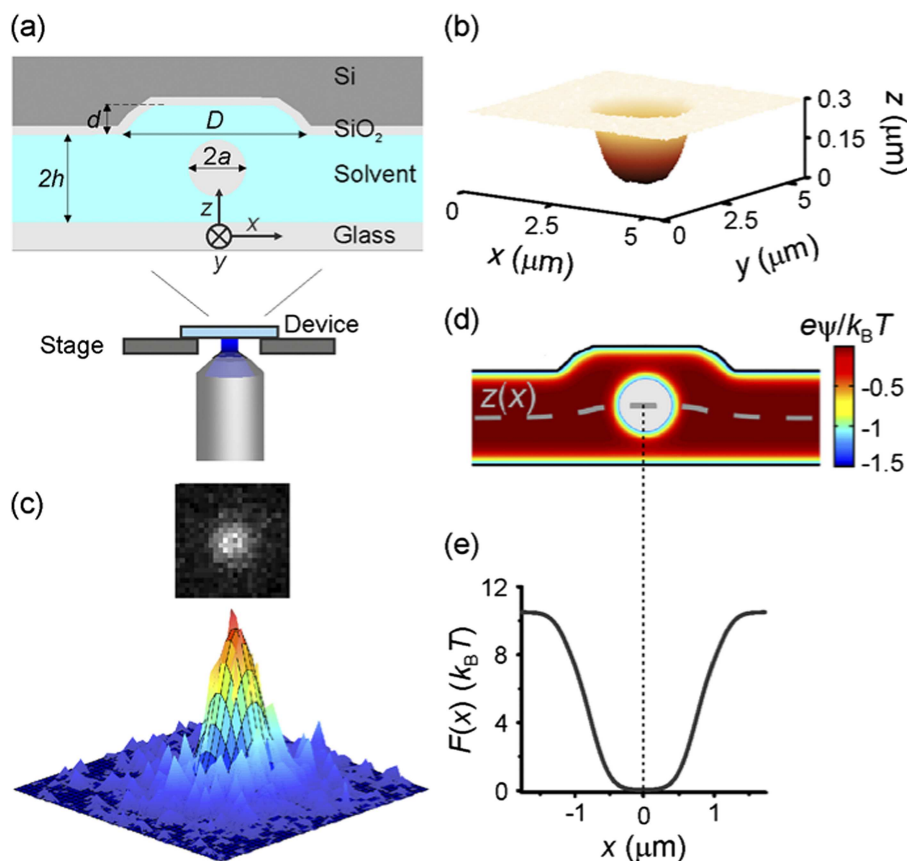 (a)
Si
d
D
SiO₂
2a
2h
Solvent
z
x
Glass
y
Device
Stage
(b)
0.3
z (μm)
0.15
0
0
2.5
5
x (μm)
0
2.5
5
y (μm)
(c)
(d)
eψ/k_BT
z(x)
-0.5
-1
-1.5
(e)
12
8
4
0
F(x) (k_BT)
-1
0
1
x (μm)